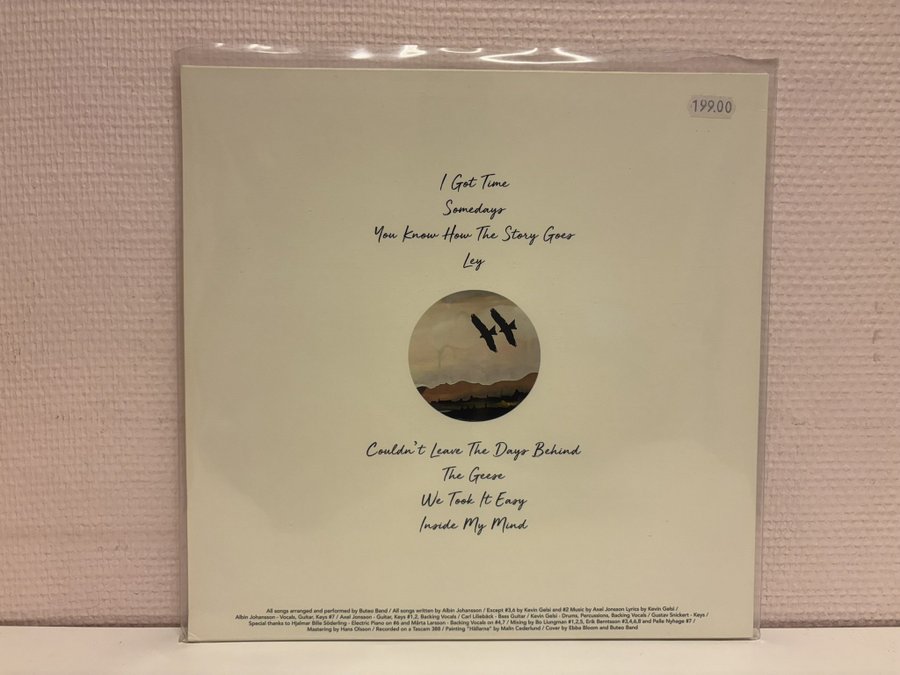 199.00
I Got Time
Somedays
You Know How The Story Goes
Ley
Couldn't Leave The Days Behind
The Geese
We Took It Easy
Inside My Mind
All songs arranged and performed by Buteo Band / All songs written by Albin Johansson / Except #3,6 by Kevin Gelsi and #2 Music by Axel Jonsson Lyrics by Kevin Gelsi /
Albin Johansson - Vocals, Guitar, Keys #7 / Axel Jonsson - Guitar, Keys #1,2, Backing Vocals / Carl Liliebäck - Bass Guitar / Kevin Gelsi - Drums, Percussions, Backing Vocals / Gustav Snickert - Keys /
Special thanks to Hjalmar Bille Söderling - Electric Piano on #6 and Märta Larsson - Backing Vocals on #4,7 / Mixing by Bo Ljungman #1,2,5, Erik Berntsson #3,4,6,8 and Palle Nyhage #7 /
Mastering by Hans Olsson / Recorded on a Tascam 388 / Painting "Hällarna" by Malin Cederlund / Cover by Ebba Bloom and Buteo Band